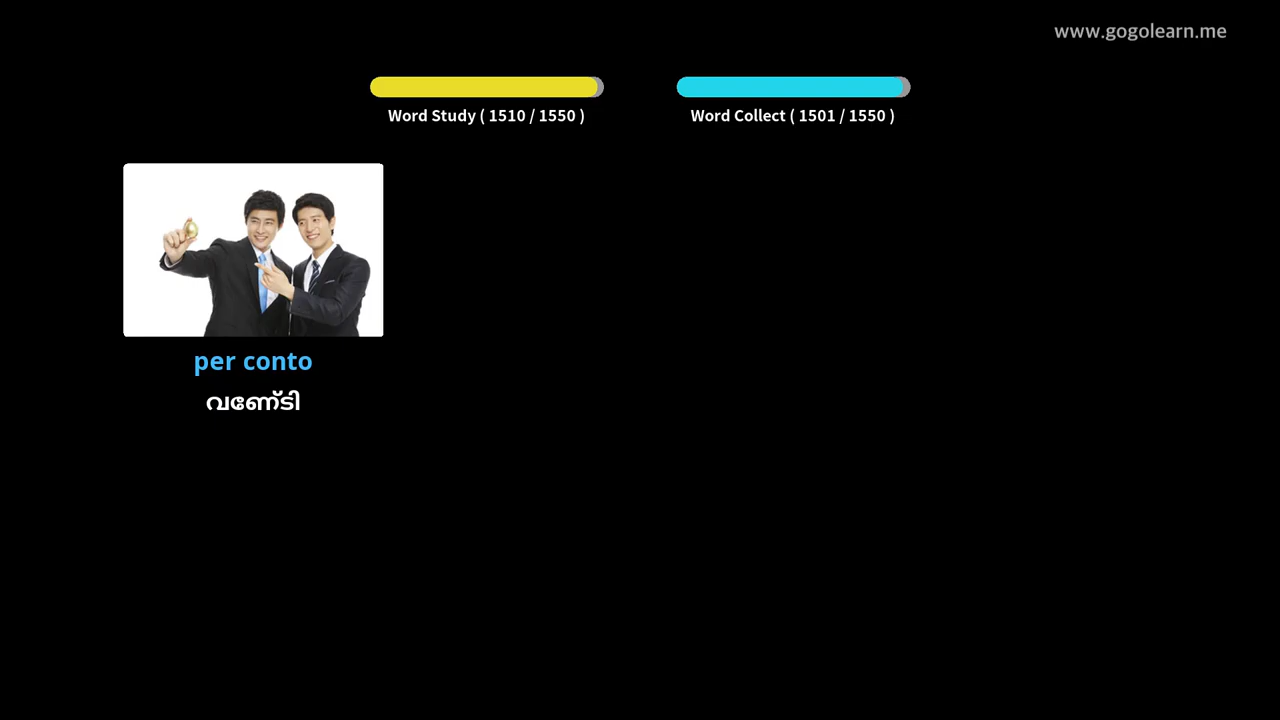 www.gogolearn.me
Word Study ( 1510 / 1550 )
Word Collect ( 1501 / 1550 )
per conto
വണ്േടി